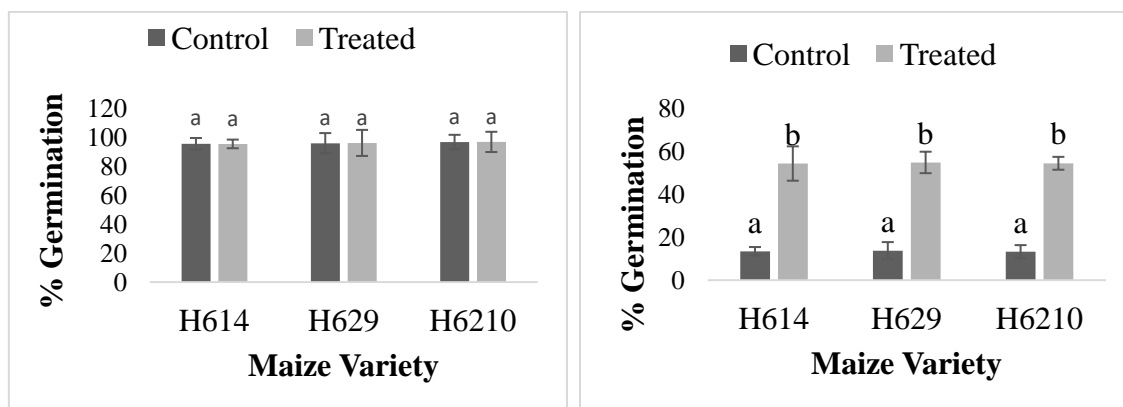 Control Treated
% Germination
120
100
80
60
40
20
0
a a a a a a
H614 H629 H6210
Maize Variety
Control Treated
% Germination
80
60
40
20
0
a b a b a b
H614 H629 H6210
Maize Variety